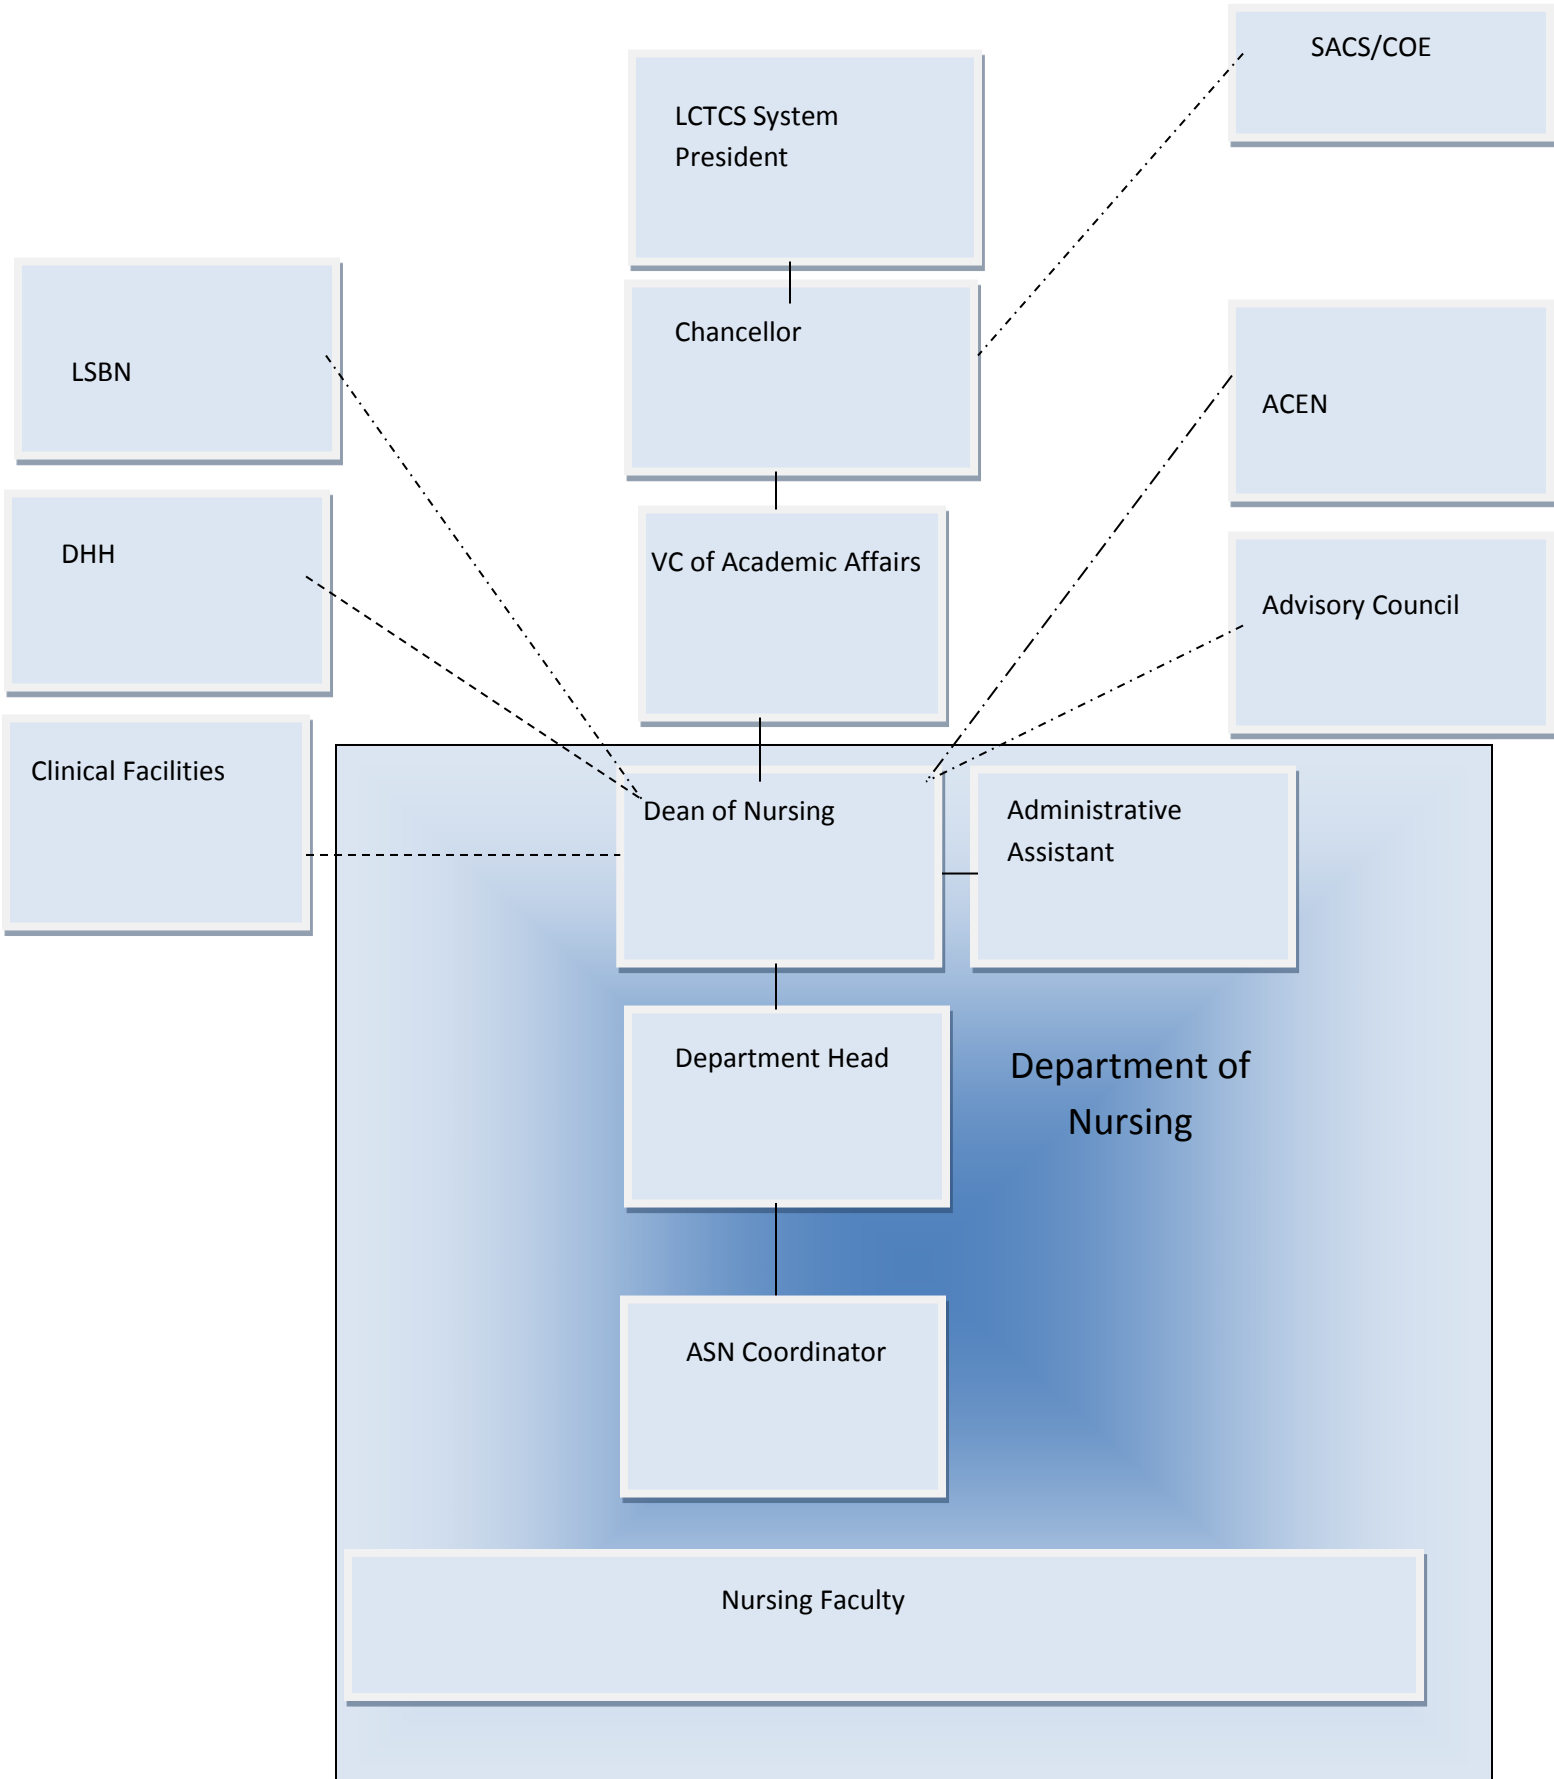 SACS/COE
LCTCS System
President
Chancellor
LSBN
ACEN
DHH
VC of Academic Affairs
Advisory Council
Clinical Facilities
Dean of Nursing
Administrative
Assistant
Department Head
Department of
Nursing
ASN Coordinator
Nursing Faculty